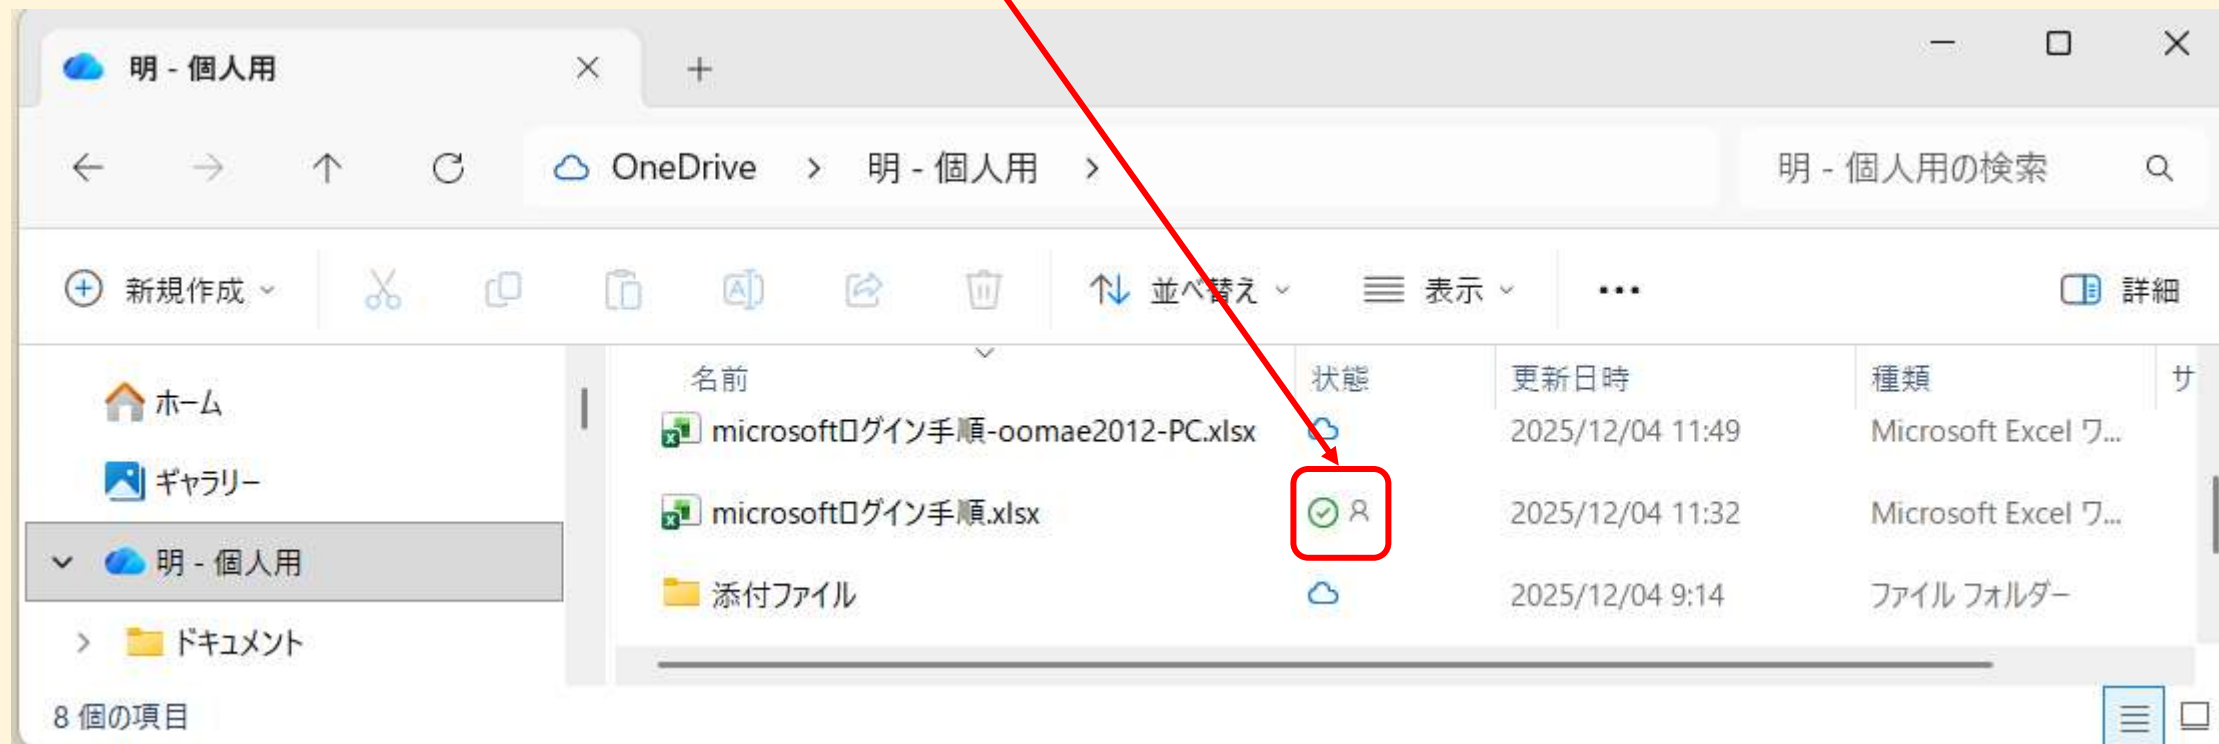 明 - 個人用
OneDrive > 明 - 個人用 >
明 - 個人用の検索
新規作成
並べ替え
表示
詳細
名前 状態 更新日時 種類 サ
microsoftログイン手順-oomae2012-PC.xlsx 2025/12/04 11:49 Microsoft Excel ワ...
microsoftログイン手順.xlsx 2025/12/04 11:32 Microsoft Excel ワ...
添付ファイル 2025/12/04 9:14 ファイル フォルダー
ホーム
ギャラリー
明 - 個人用
ドキュメント
8 個の項目